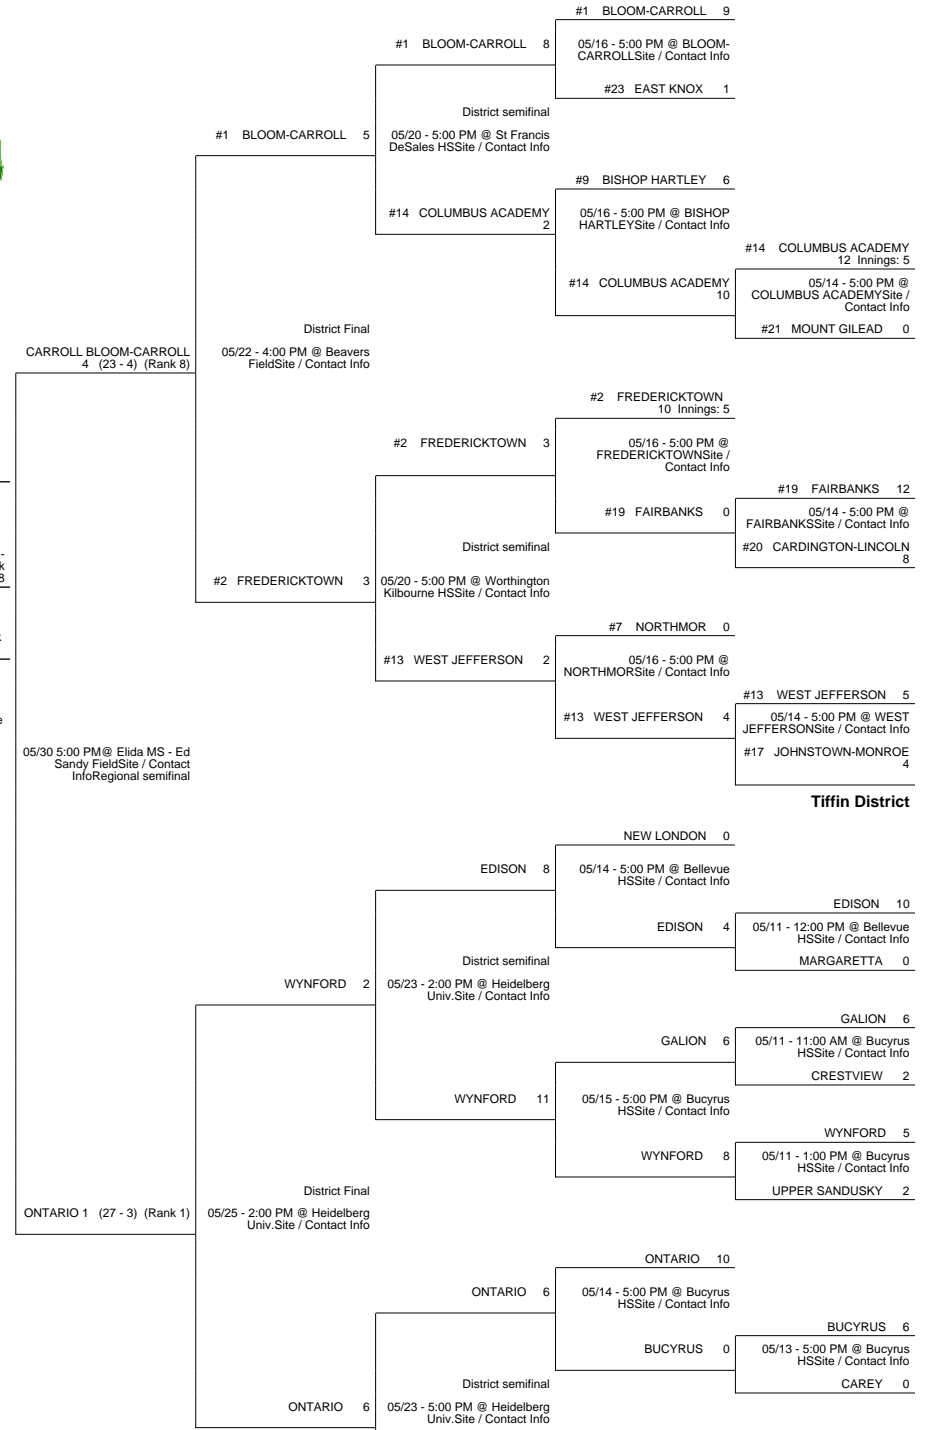 #1 BLOOM-CARROLL 9
#1 BLOOM-CARROLL 8
05/16 - 5:00 PM @ BLOOM-
CARROLLSite / Contact Info
#23 EAST KNOX 1
District semifinal
#1 BLOOM-CARROLL 5
05/20 - 5:00 PM @ St Francis
DeSales HSSite / Contact Info
#9 BISHOP HARTLEY 6
#14 COLUMBUS ACADEMY
2
05/16 - 5:00 PM @ BISHOP
HARTLEYSite / Contact Info
#14 COLUMBUS ACADEMY
12 Innings: 5
#14 COLUMBUS ACADEMY
10
05/14 - 5:00 PM @
COLUMBUS ACADEMYSite /
Contact Info
#21 MOUNT GILEAD 0
District Final
05/22 - 4:00 PM @ Beavers
FieldSite / Contact Info
CARROLL BLOOM-CARROLL
4 (23 - 4) (Rank 8)
#2 FREDERICKTOWN
10 Innings: 5
#2 FREDERICKTOWN 3
05/16 - 5:00 PM @
FREDERICKTOWNSite /
Contact Info
#19 FAIRBANKS 12
#19 FAIRBANKS 0
05/14 - 5:00 PM @
FAIRBANKSSite / Contact Info
#20 CARDINGTON-LINCOLN
8
District semifinal
-
k
8
#2 FREDERICKTOWN 3
05/20 - 5:00 PM @ Worthington
Kilbourne HSSite / Contact Info
#7 NORTHMOR 0
#13 WEST JEFFERSON 2
05/16 - 5:00 PM @
NORTHMORSite / Contact Info
#13 WEST JEFFERSON 5
#13 WEST JEFFERSON 4
05/14 - 5:00 PM @ WEST
JEFFERSONSite / Contact Info
#17 JOHNSTOWN-MONROE
4
e
05/30 5:00 PM@ Elida MS - Ed
Sandy FieldSite / Contact
InfoRegional semifinal
Tiffin District
NEW LONDON 0
EDISON 8
05/14 - 5:00 PM @ Bellevue
HSSite / Contact Info
EDISON 10
EDISON 4
05/11 - 12:00 PM @ Bellevue
HSSite / Contact Info
MARGARETTA 0
District semifinal
WYNFORD 2
05/23 - 2:00 PM @ Heidelberg
Univ.Site / Contact Info
GALION 6
GALION 6
05/11 - 11:00 AM @ Bucyrus
HSSite / Contact Info
CRESTVIEW 2
WYNFORD 11
05/15 - 5:00 PM @ Bucyrus
HSSite / Contact Info
WYNFORD 5
WYNFORD 8
05/11 - 1:00 PM @ Bucyrus
HSSite / Contact Info
UPPER SANDUSKY 2
District Final
ONTARIO 1 (27 - 3) (Rank 1)
05/25 - 2:00 PM @ Heidelberg
Univ.Site / Contact Info
ONTARIO 10
ONTARIO 6
05/14 - 5:00 PM @ Bucyrus
HSSite / Contact Info
BUCYRUS 6
BUCYRUS 0
05/13 - 5:00 PM @ Bucyrus
HSSite / Contact Info
CAREY 0
District semifinal
ONTARIO 6
05/23 - 5:00 PM @ Heidelberg
Univ.Site / Contact Info